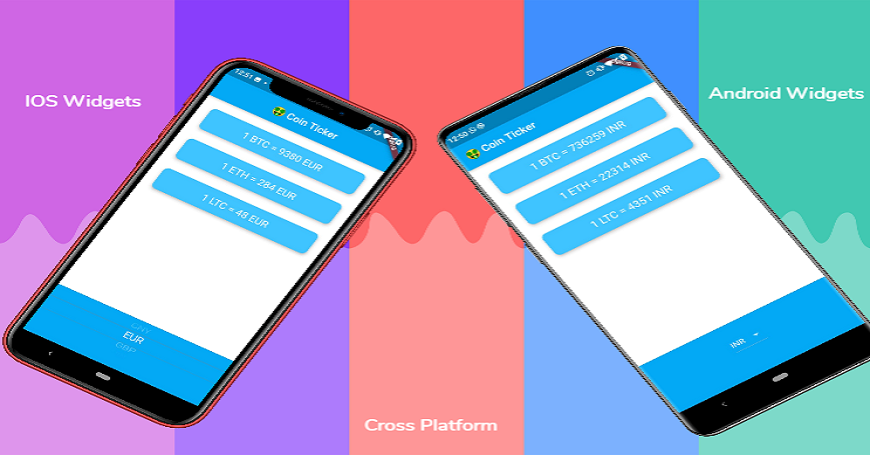 IOS Widgets
12:51
Coin Ticker
1 BTC = 9380 EUR
1 ETH = 284 EUR
1 LTC = 48 EUR
CNY
EUR
GBP
Android Widgets
12:50
Coin Ticker
1 BTC = 736259 INR
1 ETH = 22314 INR
1 LTC = 4351 INR
INR
Cross Platform